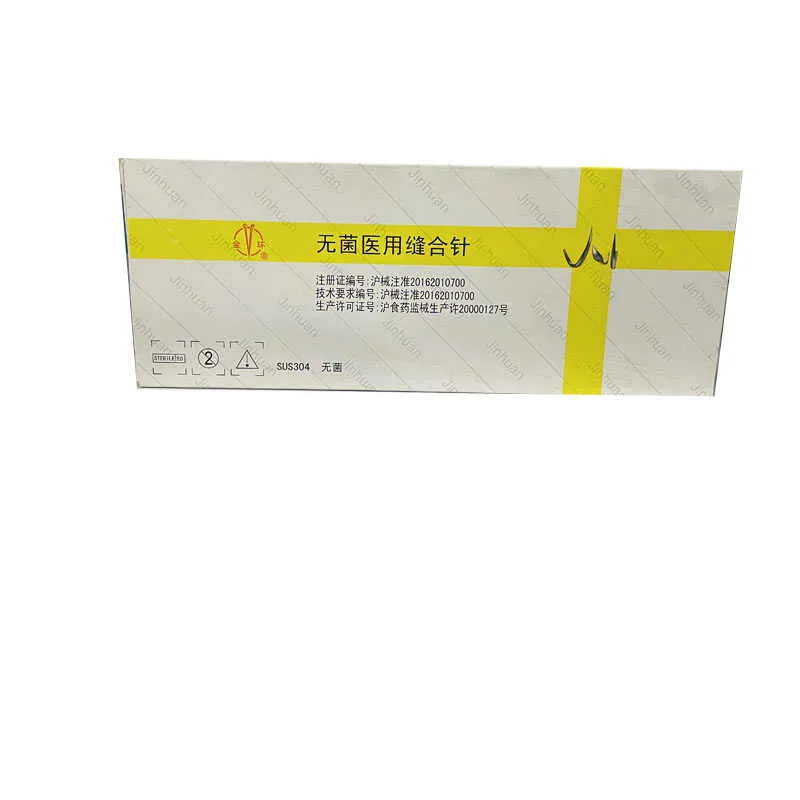 金环
无菌医用缝合针
注册证编号:沪械注准20162010700
技术要求编号:沪械注准20162010700
生产许可证号:沪食药监械生产许20000127号
STERILE EO
2
SUS304 无菌
Jinhuan